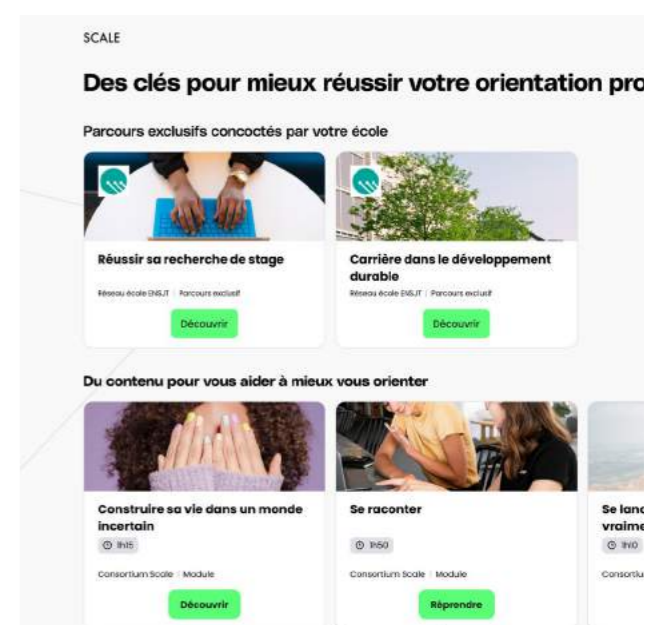 SCALE
Des clés pour mieux réussir votre orientation pro
Parcours exclusifs concoctés par votre école
Réussir sa recherche de stage
Réseau école ENSJT | Parcours exclusif
Découvrir
Carrière dans le développement
durable
Réseau école ENSJT | Parcours exclusif
Découvrir
Du contenu pour vous aider à mieux vous orienter
Construire sa vie dans un monde
incertain
1h15
Consortium Scale | Module
Découvrir
Se raconter
1h50
Consortium Scale | Module
Réprendre
Se lanc
vraime
1h10
Consortiu